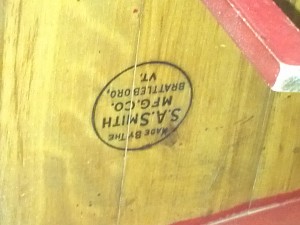 MADE BY THE
S.A. SMITH
MFG. CO.
BRATTLEBORO,
VT.